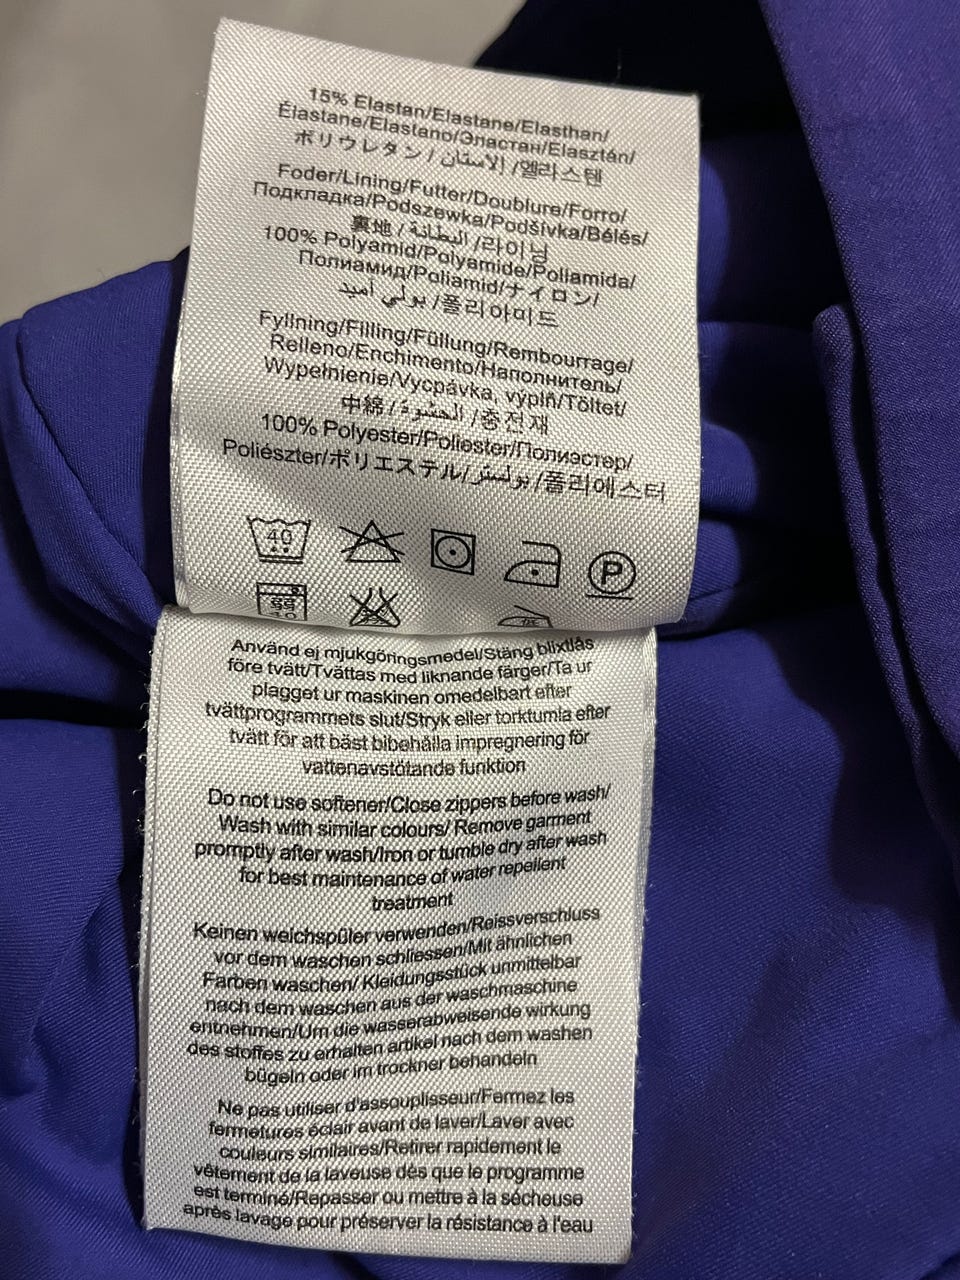 15% Elastan/Elastane/Elasthan/
Élastane/Elastano/Эластан/Elasztán/
ポリウレタン/الاستان/엘라스텐
Foder/Lining/Futter/Doublure/Forro/
Подкладка/Podszewka/Podšívka/Bélés/
裏地/البطانة/라이닝
100% Polyamid/Polyamide/Poliamida/
Полиамид/Poliamid/ナイロン/
بولي أميد/폴리아미드
Fyllning/Filling/Füllung/Rembourrage/
Relleno/Enchimento/Наполнитель/
Wypełnienie/Vycpávka, výplň/Töltet/
中綿/الحشوة/충전재
100% Polyester/Poliester/Полиэстер/
Poliészter/ポリエステル/بولستر/폴리에스터
40
P
40
低
Använd ej mjukgöringsmedel/Stäng blixtlås
före tvätt/Tvättas med liknande färger/Ta ur
plagget ur maskinen omedelbart efter
tvättprogrammets slut/Stryk eller torktumla efter
tvätt för att bäst bibehålla impregnering för
vattenavstötande funktion
Do not use softener/Close zippers before wash/
Wash with similar colours/ Remove garment
promptly after wash/Iron or tumble dry after wash
for best maintenance of water repellent
treatment
Keinen weichspüler verwenden/Reissverschluss
vor dem waschen schliessen/Mit ähnlichen
Farben waschen/ Kleidungsstück unmittelbar
nach dem waschen aus der waschmaschine
entnehmen/Um die wasserabweisende wirkung
des stoffes zu erhalten artikel nach dem washen
bügeln oder im trockner behandeln
Ne pas utiliser d'assouplisseur/Fermez les
fermetures éclair avant de laver/Laver avec
couleurs similaires/Retirer rapidement le
vêtement de la laveuse dès que le programme
est terminé/Repasser ou mettre à la sécheuse
après lavage pour préserver la résistance à l'eau